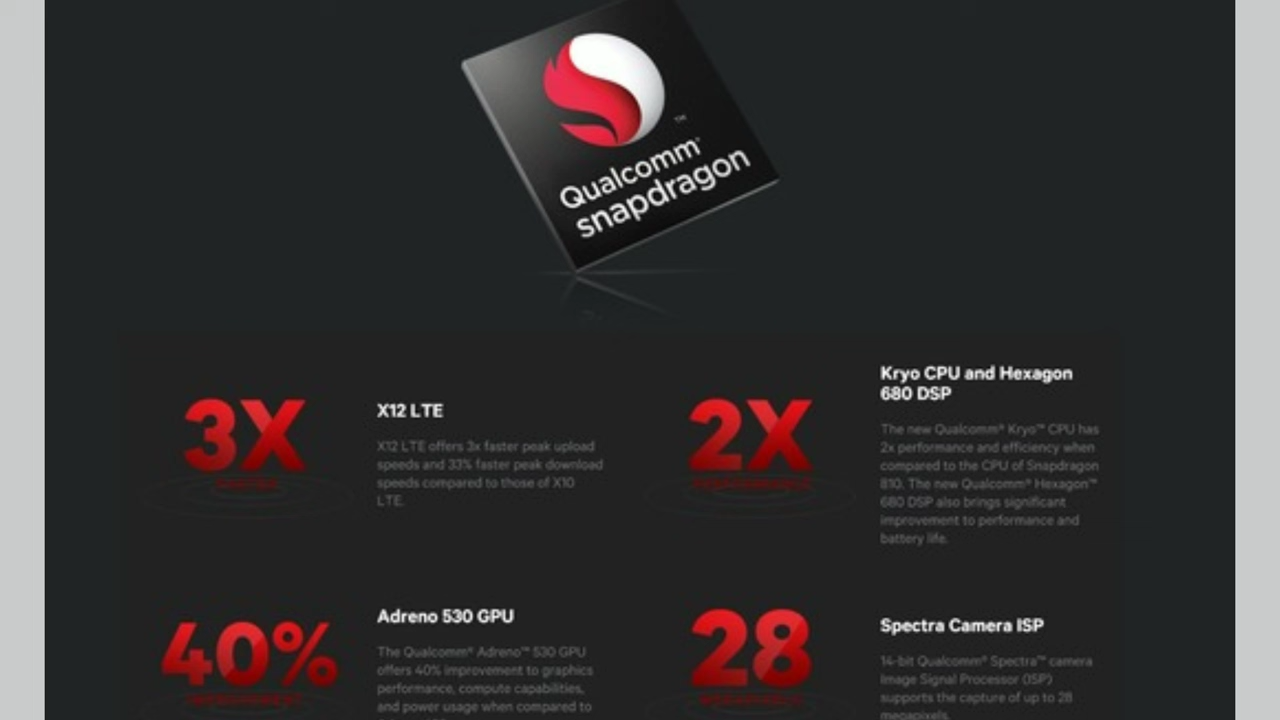 ™
Qualcomm®
snapdragon
3X
FASTER
X12 LTE
X12 LTE offers 3x faster peak upload
speeds and 33% faster peak download
speeds compared to those of X10
LTE.
2X
PERFORMANCE
Kryo CPU and Hexagon
680 DSP
The new Qualcomm® Kryo™ CPU has
2x performance and efficiency when
compared to the CPU of Snapdragon
810. The new Qualcomm® Hexagon™
680 DSP also brings significant
improvement to performance and
battery life.
40%
IMPROVEMENT
Adreno 530 GPU
The Qualcomm® Adreno™ 530 GPU
offers 40% improvement to graphics
performance, compute capabilities,
and power usage when compared to
28
MEGAPIXELS
Spectra Camera ISP
14-bit Qualcomm® Spectra™ camera
Image Signal Processor (ISP)
supports the capture of up to 28
megapixels.